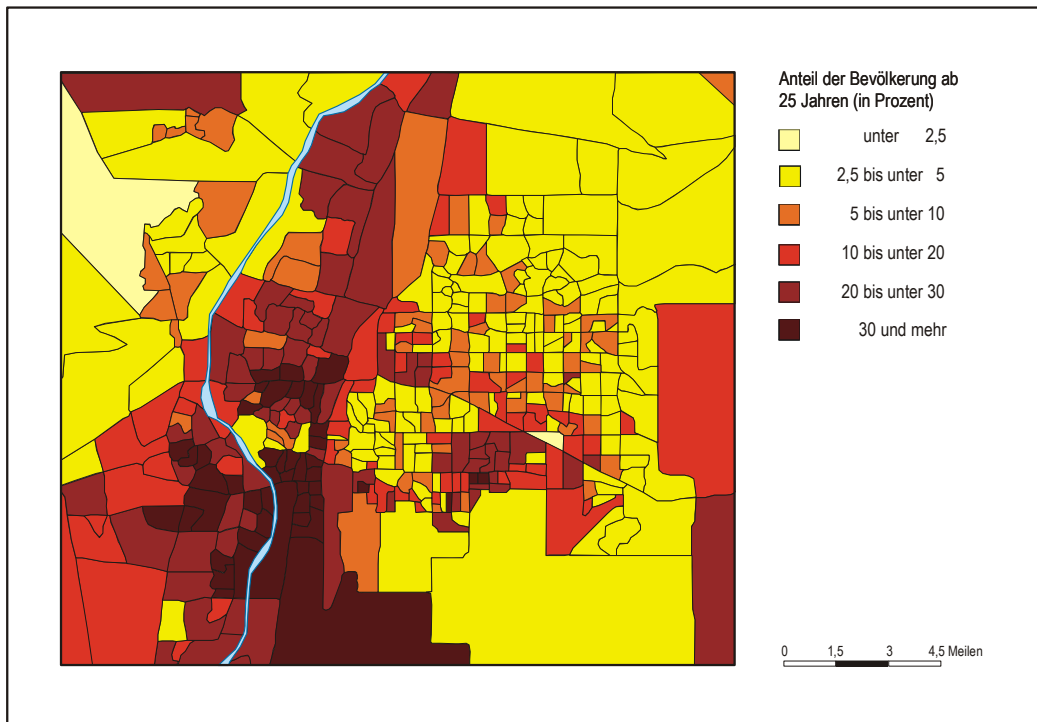 Anteil der Bevölkerung ab
25 Jahren (in Prozent)
unter 2,5
2,5 bis unter 5
5 bis unter 10
10 bis unter 20
20 bis unter 30
30 und mehr
0 1,5 3 4,5 Meilen